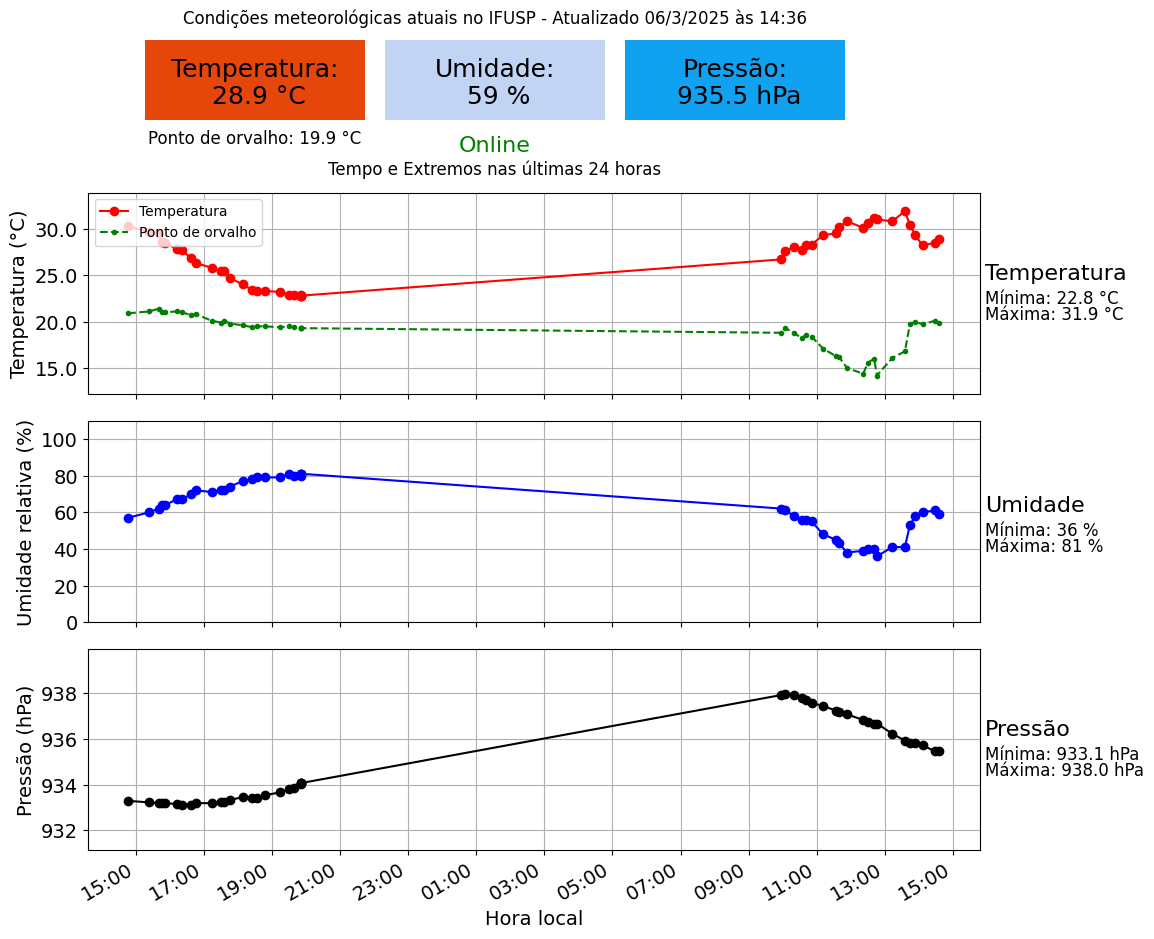 Condições meteorológicas atuais no IFUSP - Atualizado 06/3/2025 às 14:36
Temperatura:
28.9 °C
Umidade:
59 %
Pressão:
935.5 hPa
Ponto de orvalho: 19.9 °C
Online
Tempo e Extremos nas últimas 24 horas
Temperatura (°C)
30.0
25.0
20.0
15.0
Temperatura
Ponto de orvalho
Temperatura
Mínima: 22.8 °C
Máxima: 31.9 °C
Umidade relativa (%)
100
80
60
40
20
0
Umidade
Mínima: 36 %
Máxima: 81 %
Pressão (hPa)
938
936
934
932
Pressão
Mínima: 933.1 hPa
Máxima: 938.0 hPa
15:00
17:00
19:00
21:00
23:00
01:00
03:00
05:00
07:00
09:00
11:00
13:00
15:00
Hora local